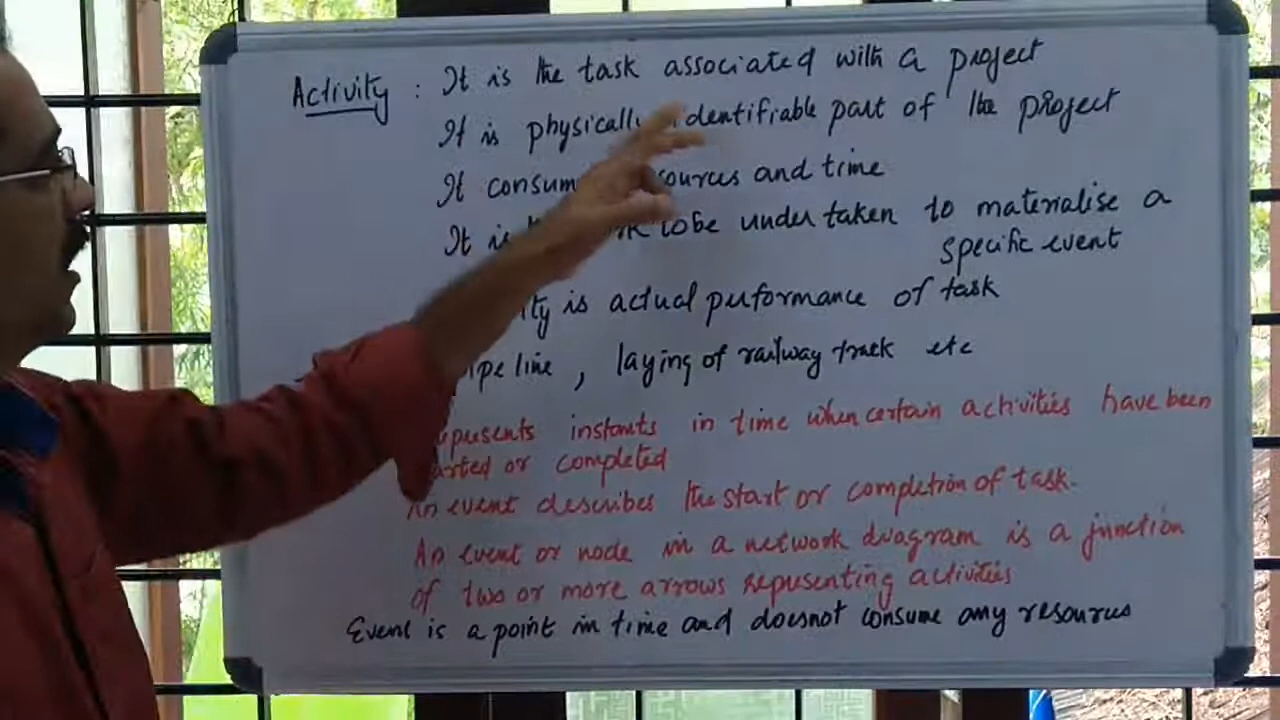 Activity : It is the task associated with a project
It is physically identifiable part of the project
It consum sources and time
It is to be under taken to materialise a
specific event
ty is actual performance of task
pe line , laying of railway track etc
presents instants in time when certain activities have been
arted or completed
An event describes the start or completion of task.
An event or node in a network diagram is a junction
of two or more arrows representing activities
Event is a point in time and doesnot consume any resources